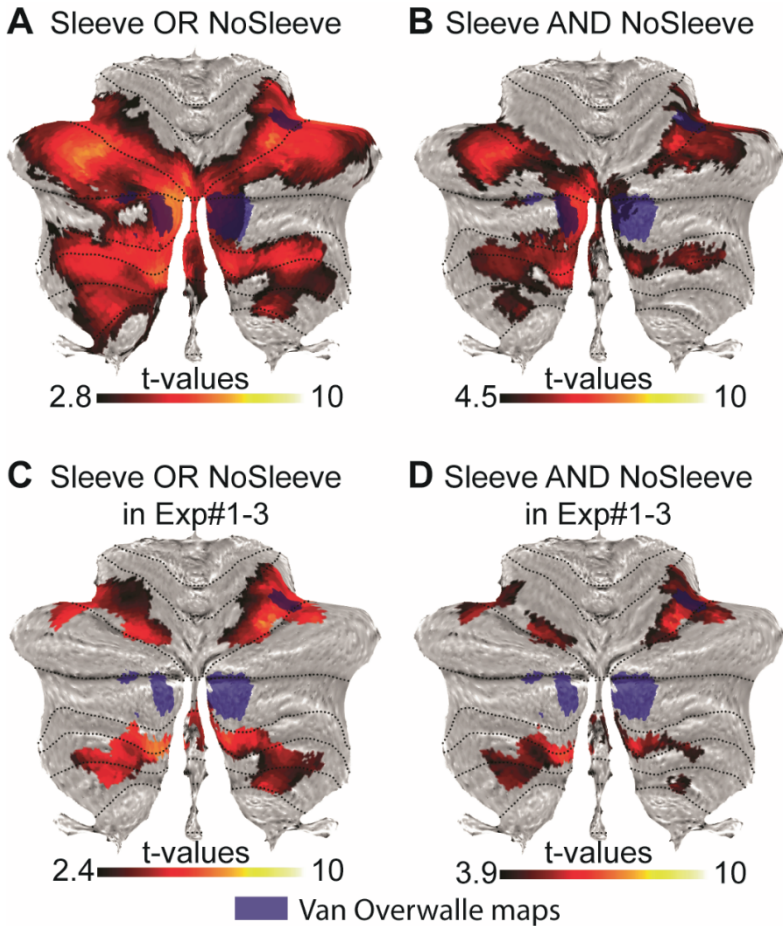 A Sleeve OR NoSleeve
B Sleeve AND NoSleeve
t-values
2.8 10
t-values
4.5 10
C Sleeve OR NoSleeve
in Exp#1-3
D Sleeve AND NoSleeve
in Exp#1-3
t-values
2.4 10
t-values
3.9 10
Van Overwalle maps